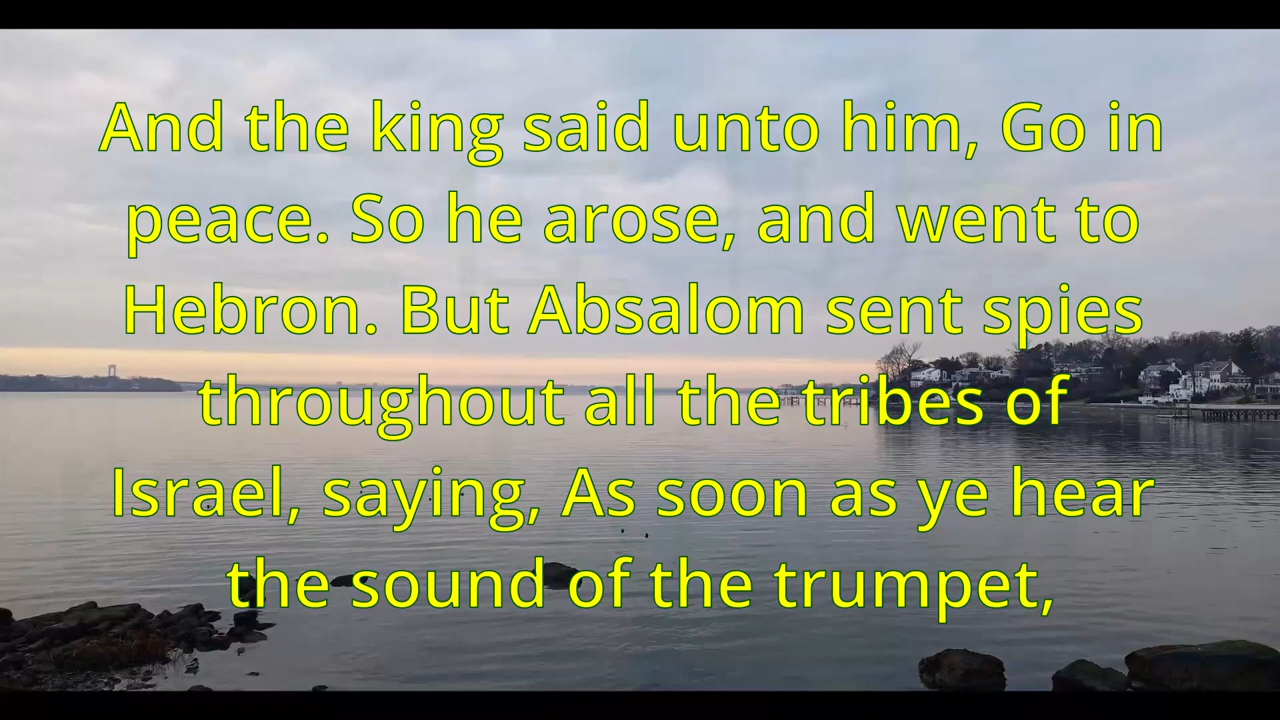 And the king said unto him, Go in
peace. So he arose, and went to
Hebron. But Absalom sent spies
throughout all the tribes of
Israel, saying, As soon as ye hear
the sound of the trumpet,